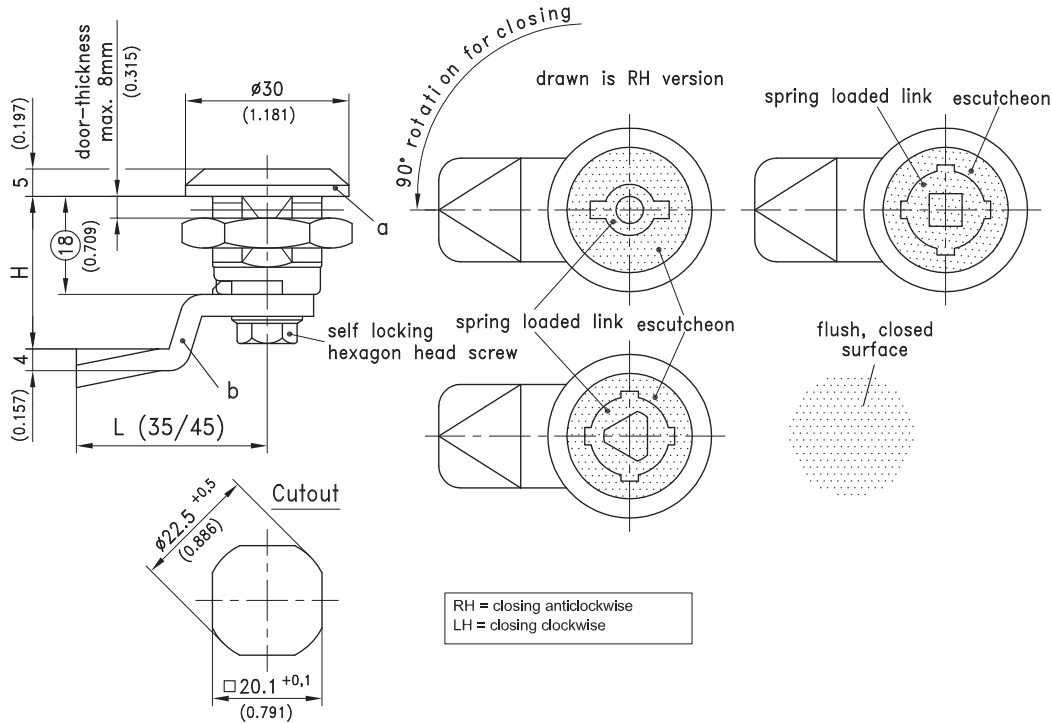 door-thickness
max. 8mm
(0.315)
(0.197)
5
ø30
(1.181)
a
18
(0.709)
H
4
(0.157)
self locking
hexagon head screw
b
L (35/45)
90° rotation for closing
drawn is RH version
spring loaded link
escutcheon
spring loaded link
escutcheon
flush, closed
surface
Cutout
ø22.5 +0,5
(0.886)
□20.1 +0,1
(0.791)
RH = closing anticlockwise
LH = closing clockwise